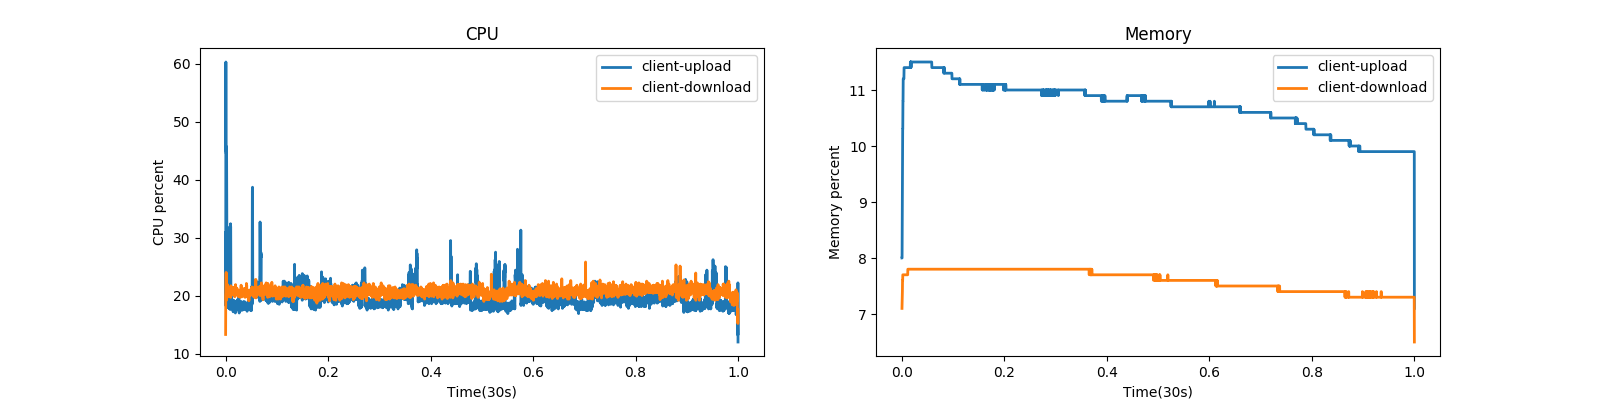 CPU
60
50
40
30
20
10
CPU percent
0.0 0.2 0.4 0.6 0.8 1.0
Time(30s)
client-upload
client-download
Memory
11
10
9
8
7
Memory percent
0.0 0.2 0.4 0.6 0.8 1.0
Time(30s)
client-upload
client-download